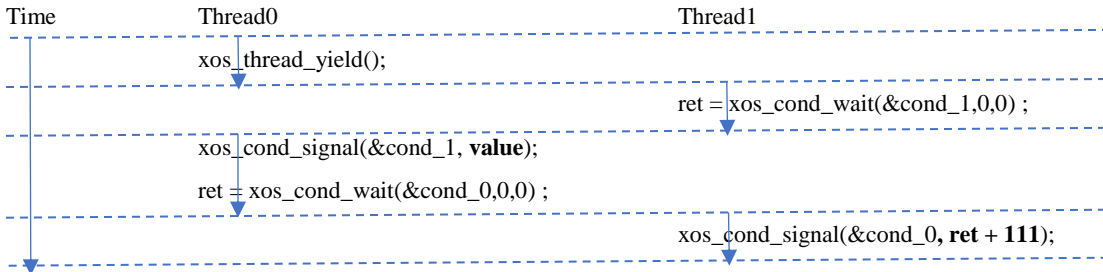 Time Thread0 Thread1
xos_thread_yield();
ret = xos_cond_wait(&cond_1,0,0) ;
xos_cond_signal(&cond_1, value);
ret = xos_cond_wait(&cond_0,0,0) ;
xos_cond_signal(&cond_0, ret + 111);